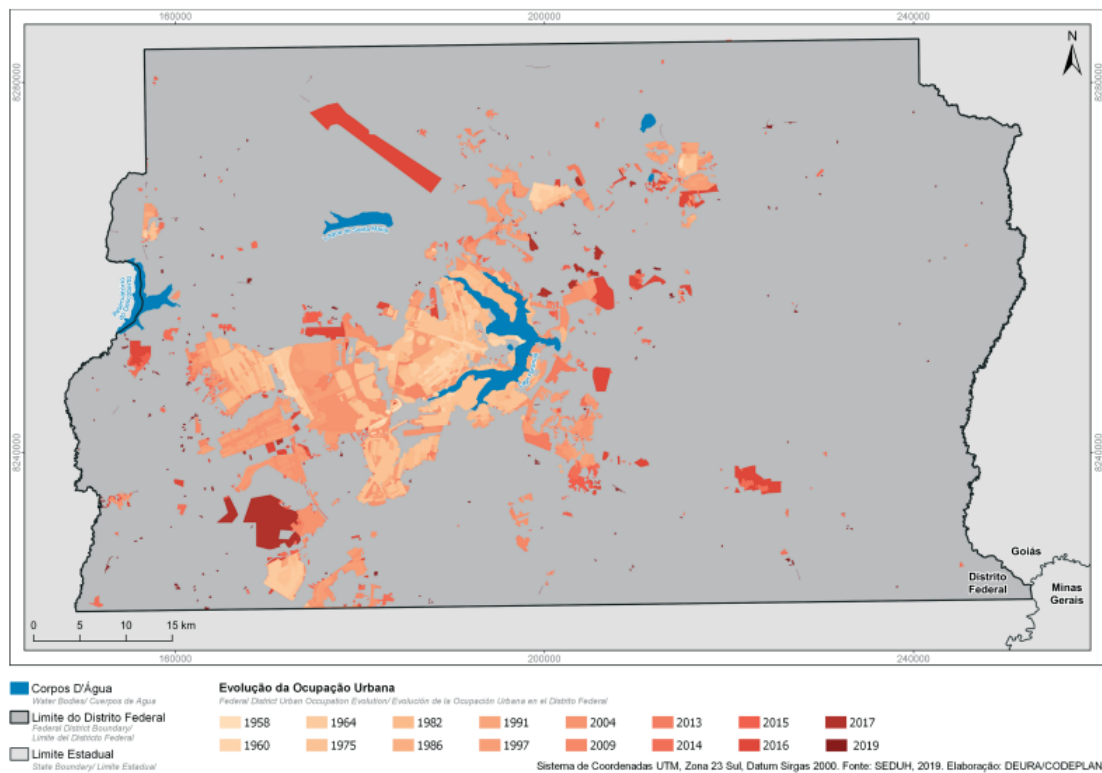 160000 200000 240000
N
8280000 8280000
8240000 8240000
Goiás
Distrito
Federal
Minas
Gerais
0 5 10 15 km
160000 200000 240000
Corpos D'Água
Water Bodies/ Cuerpos de Agua
Limite do Distrito Federal
Federal District Boundary/
Limite del Districto Federal
Limite Estadual
State Boundary/ Limite Estadual
Evolução da Ocupação Urbana
Federal District Urban Occupation Evolution/ Evolución de la Ocupación Urbana en el Distrito Federal
1958 1964 1982 1991 2004 2013 2015 2017
1960 1975 1986 1997 2009 2014 2016 2019
Sistema de Coordenadas UTM, Zona 23 Sul, Datum Sirgas 2000. Fonte: SEDUH, 2019. Elaboração: DEURA/CODEPLAN